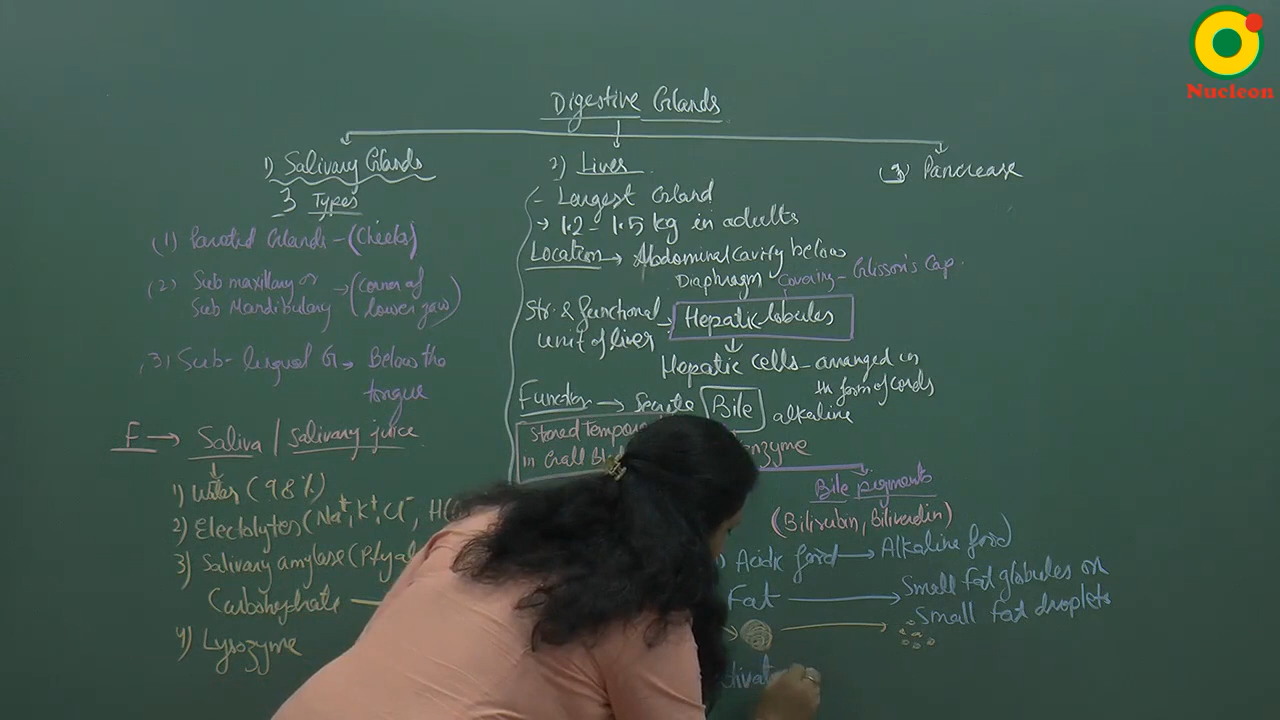 Nucleon
Digestive Glands
1) Salivary Glands
3 Types
(1) Parotid Glands - (Cheeks)
(2) Sub maxillary or
Sub Mandibulary → (corner of
lower jaw)
3) Sub-lingual G → Below the
tongue
F → Saliva / salivary juice
1) Water (98%)
2) Electolytes (Na⁺, K⁺, Cl⁻,
3) Salivary amylase
Carbohydrate
4) Lysozyme
2) Liver
- Largest Gland
→ 1.2 - 1.5 kg in adults
Location → Abdominal cavity below
Diaphragm
Covering - Glisson's Cap.
Str. & functional
unit of liver → Hepatic lobules
Hepatic cells - arranged in
th form of cords
Function → Secrete Bile alkaline
Stored
in Gall
enzyme
Bile pigments
(Bilirubin, Biliverdin)
Acidic food → Alkaline food
Fat → Small fat globules or
Small fat droplets
(3) Pancrease